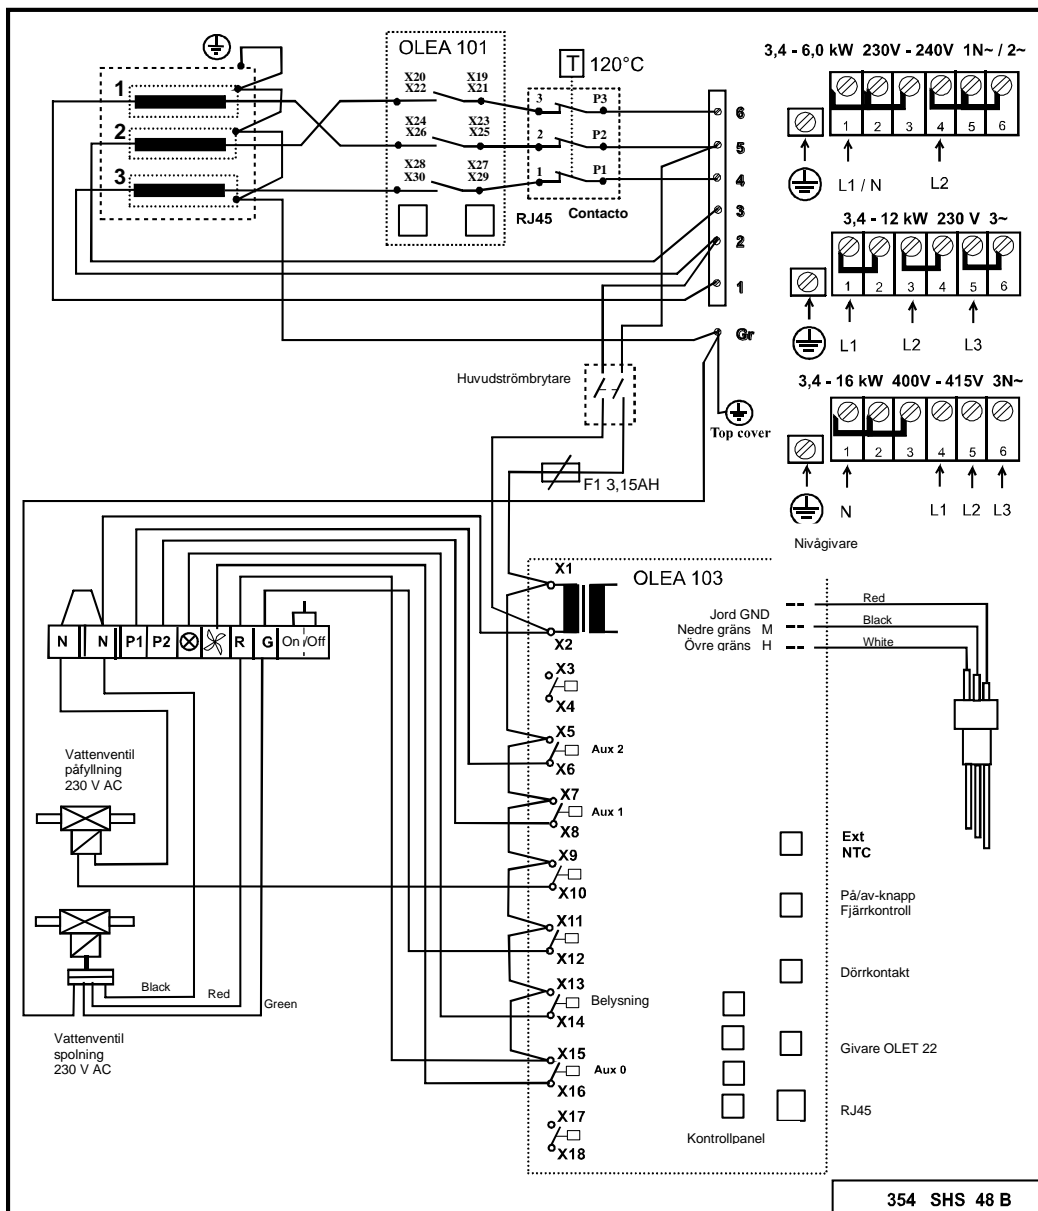 OLEA 101
X20 X19
X22 X21
X24 X23
X26 X25
X28 X27
X30 X29
RJ45
T 120°C
3 P3
2 P2
1 P1
Contacto
1
2
3
6
5
4
3
2
1
Gr
Top cover
Huvudströmbrytare
F1 3,15AH
3,4 - 6,0 kW 230V - 240V 1N~ / 2~
1 2 3 4 5 6
L1 / N L2
3,4 - 12 kW 230 V 3~
1 2 3 4 5 6
L1 L2 L3
3,4 - 16 kW 400V - 415V 3N~
1 2 3 4 5 6
N L1 L2 L3
Nivågivare
N N P1 P2 R G On/Off
Vattenventil
påfyllning
230 V AC
Black
Red
Green
Vattenventil
spolning
230 V AC
OLEA 103
X1
X2
X3
X4
X5
Aux 2
X6
X7
Aux 1
X8
X9
X10
X11
X12
X13
Belysning
X14
X15
Aux 0
X16
X17
X18
Jord GND
Nedre gräns M
Övre gräns H
Red
Black
White
Ext
NTC
På/av-knapp
Fjärrkontroll
Dörrkontakt
Givare OLET 22
RJ45
Kontrollpanel
354 SHS 48 B